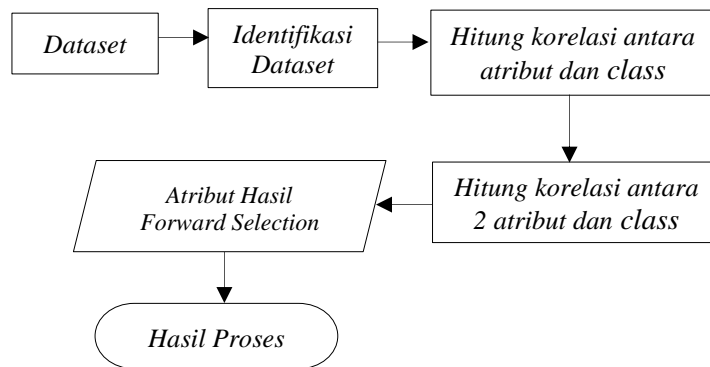 Dataset
Identifikasi
Dataset
Hitung korelasi antara
atribut dan class
Hitung korelasi antara
2 atribut dan class
Atribut Hasil
Forward Selection
Hasil Proses